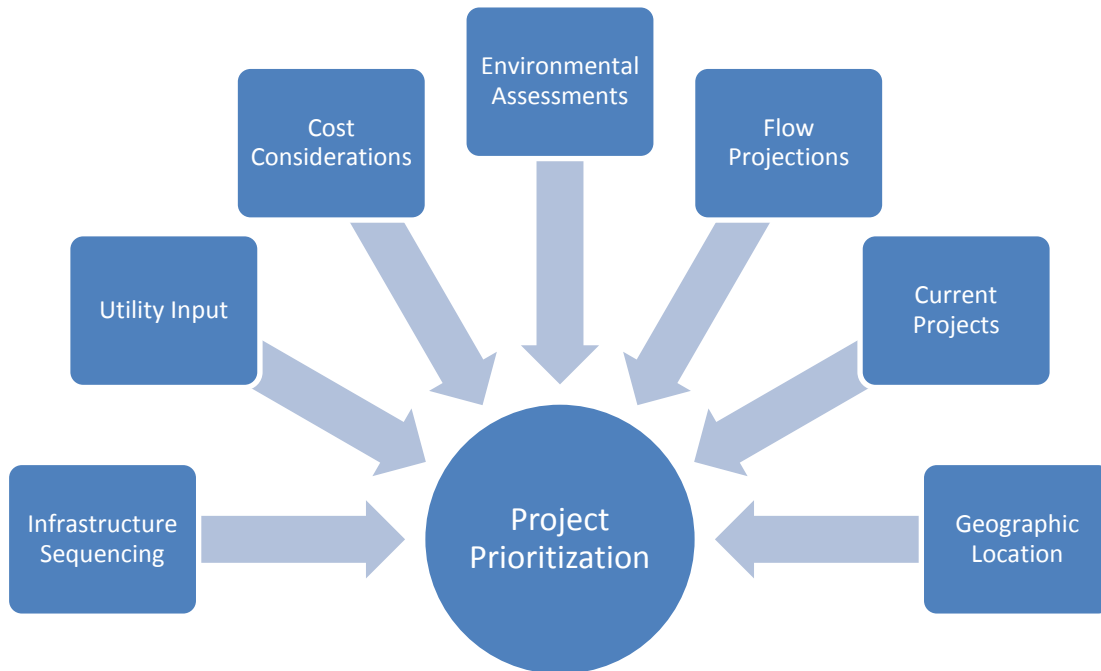 Environmental
Assessments
Cost
Considerations
Flow
Projections
Utility Input
Current
Projects
Infrastructure
Sequencing
Project
Prioritization
Geographic
Location